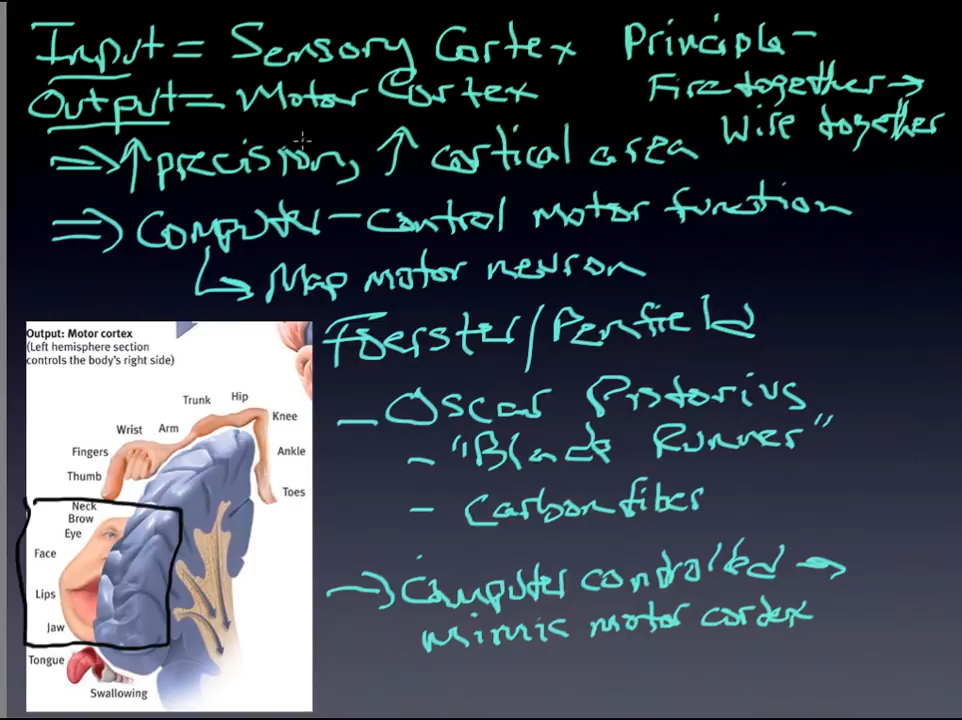 Input = Sensory Cortex
Output = Motor Cortex
Principle -
Fire together →
Wire together
⇒ ↑ precision, ↑ cortical area
⇒ Computer - control motor function
↳ Map motor neuron
Foerster/Penfield
- Oscar Pistorius
- "Blade Runner"
- Carbon fiber
→ Computer controlled →
mimic motor cortex
Output: Motor cortex
(Left hemisphere section
controls the body's right side)
Trunk
Hip
Knee
Wrist
Arm
Fingers
Ankle
Thumb
Toes
Neck
Brow
Eye
Face
Lips
Jaw
Tongue
Swallowing